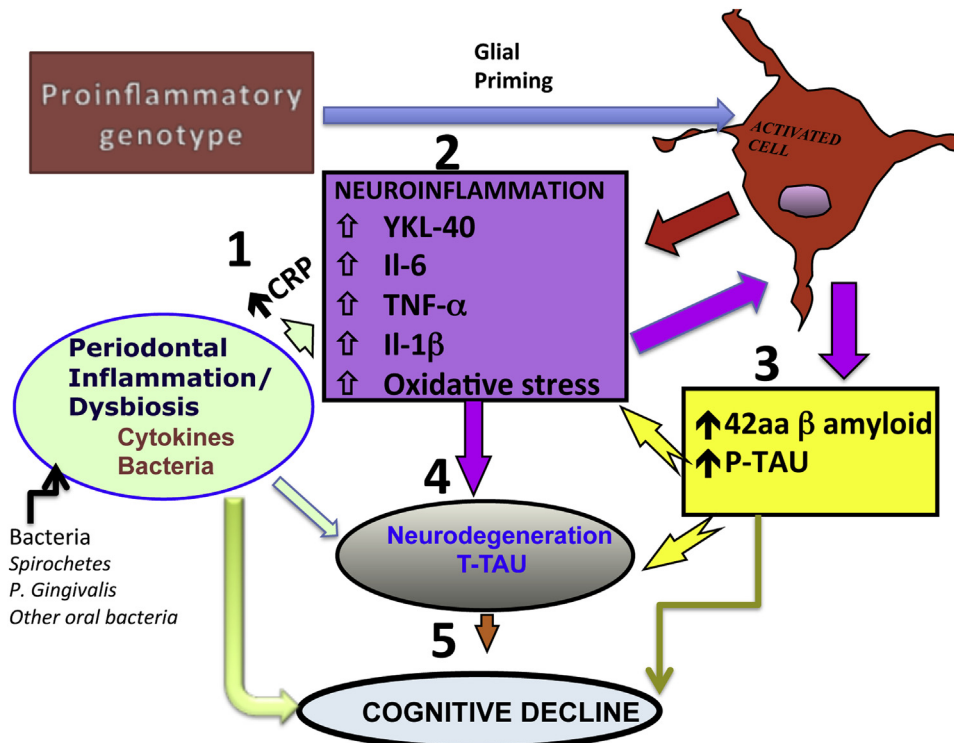 Proinflammatory
genotype
Glial
Priming
ACTIVATED
CELL
2
NEUROINFLAMMATION
⇧ YKL-40
⇧ Il-6
⇧ TNF-α
⇧ Il-1β
⇧ Oxidative stress
1
CRP
Periodontal
Inflammation/
Dysbiosis
Cytokines
Bacteria
Bacteria
Spirochetes
P. Gingivalis
Other oral bacteria
3
⬆42aa β amyloid
⬆P-TAU
4
Neurodegeneration
T-TAU
5
COGNITIVE DECLINE